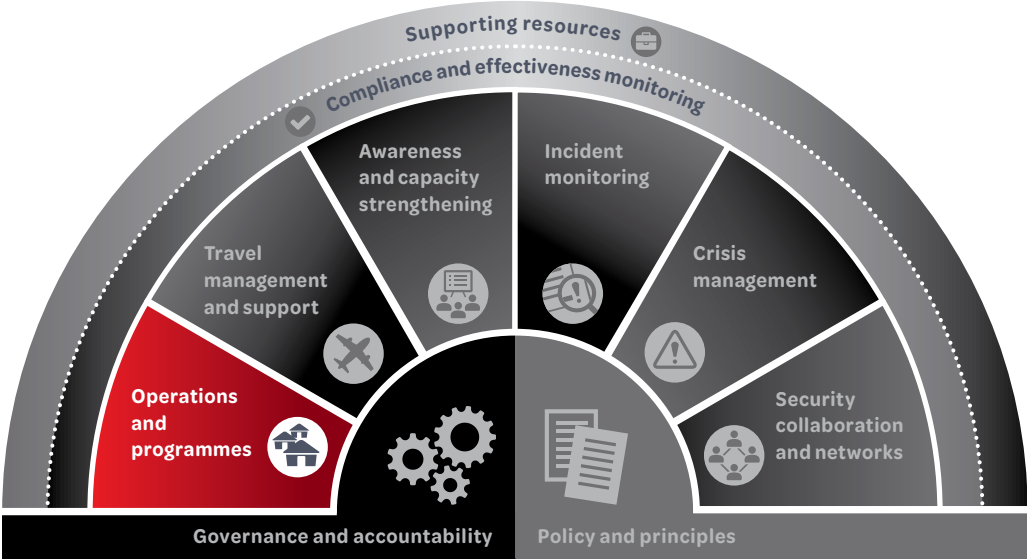 Supporting resources
Compliance and effectiveness monitoring
Awareness
and capacity
strengthening
Incident
monitoring
Travel
management
and support
Crisis
management
Operations
and
programmes
Security
collaboration
and networks
Governance and accountability
Policy and principles